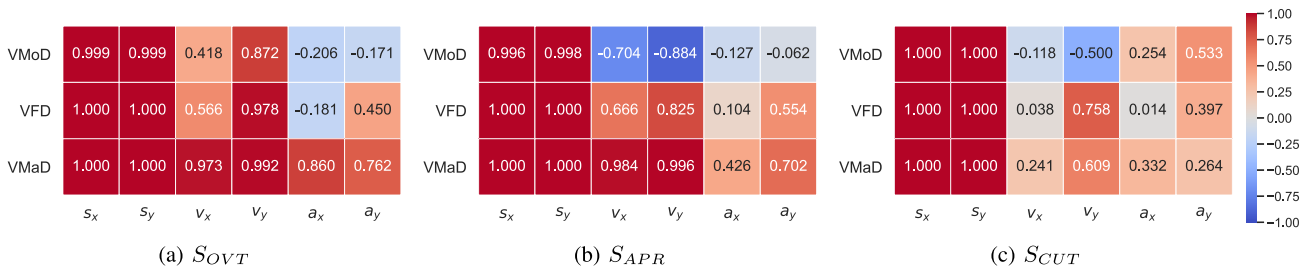 VMoD 0.999 0.999 0.418 0.872 -0.206 -0.171
VFD 1.000 1.000 0.566 0.978 -0.181 0.450
VMaD 1.000 1.000 0.973 0.992 0.860 0.762
s_x s_y v_x v_y a_x a_y
(a) S_OVT
VMoD 0.996 0.998 -0.704 -0.884 -0.127 -0.062
VFD 1.000 1.000 0.666 0.825 0.104 0.554
VMaD 1.000 1.000 0.984 0.996 0.426 0.702
s_x s_y v_x v_y a_x a_y
(b) S_APR
VMoD 1.000 1.000 -0.118 -0.500 0.254 0.533
VFD 1.000 1.000 0.038 0.758 0.014 0.397
VMaD 1.000 1.000 0.241 0.609 0.332 0.264
s_x s_y v_x v_y a_x a_y
(c) S_CUT
1.00
0.75
0.50
0.25
0.00
-0.25
-0.50
-0.75
-1.00